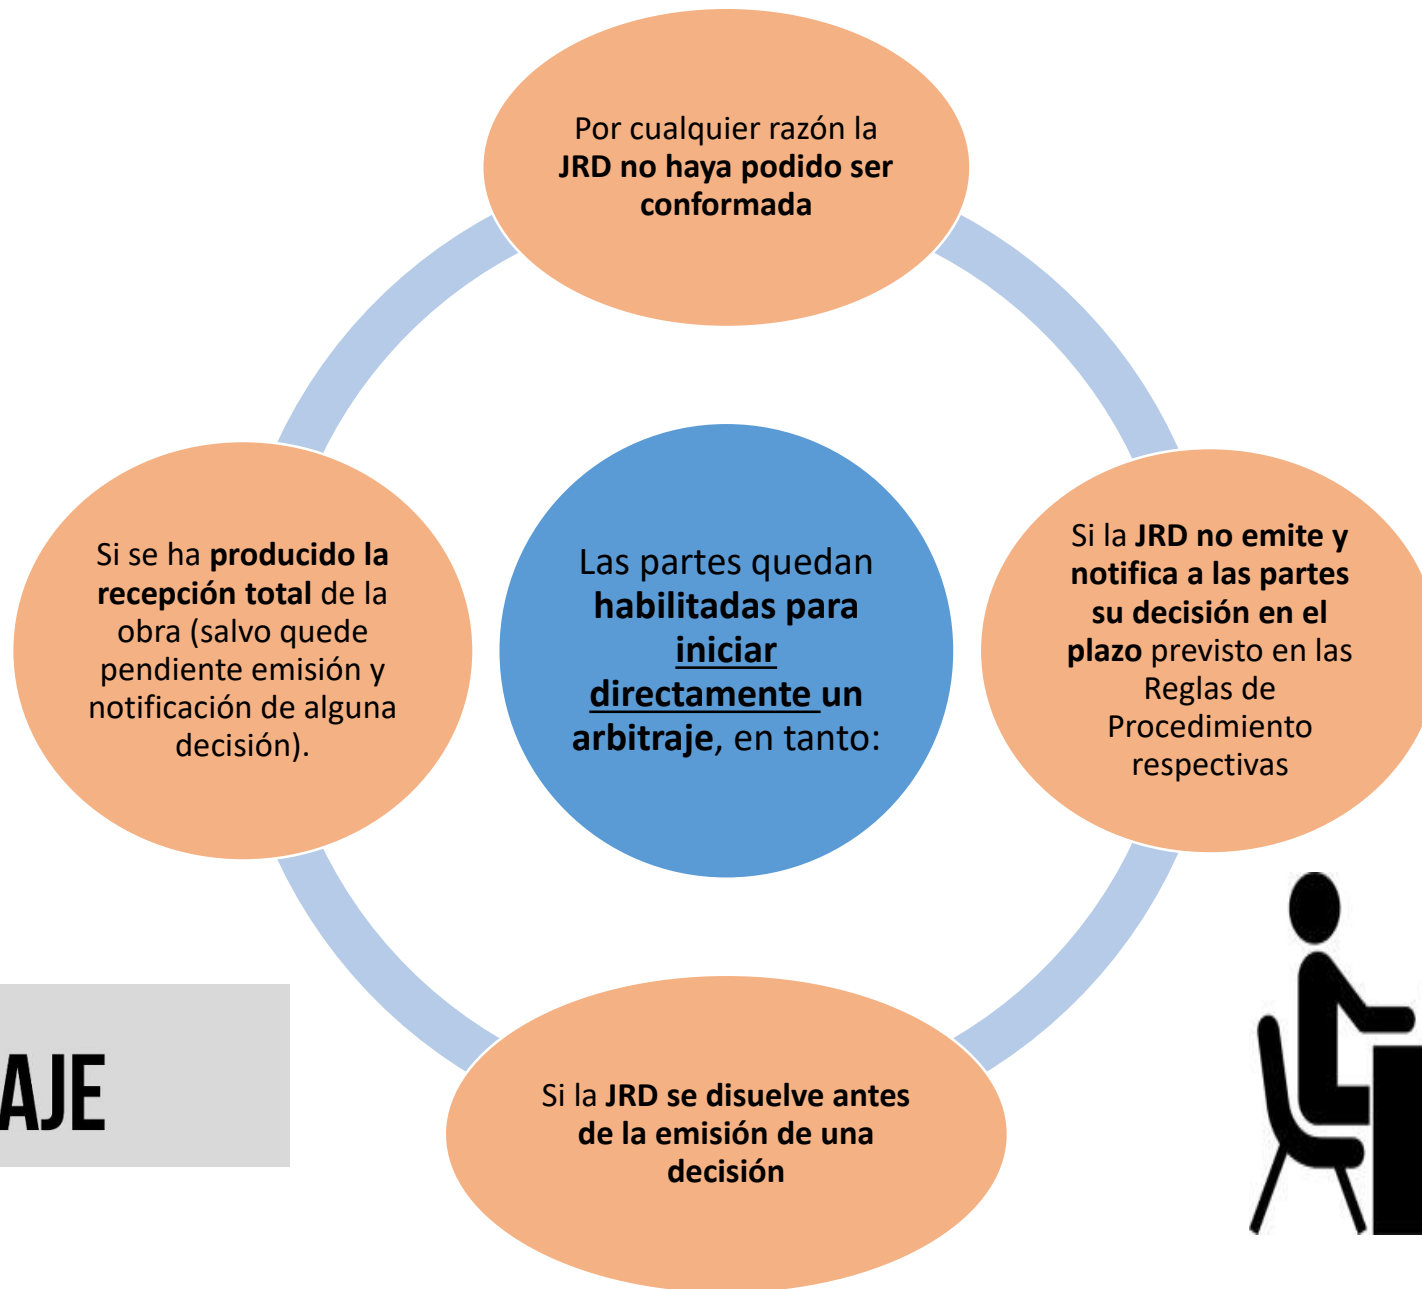 Por cualquier razón la
JRD no haya podido ser
conformada
Si se ha producido la
recepción total de la
obra (salvo quede
pendiente emisión y
notificación de alguna
decisión).
Las partes quedan
habilitadas para
iniciar
directamente un
arbitraje, en tanto:
Si la JRD no emite y
notifica a las partes
su decisión en el
plazo previsto en las
Reglas de
Procedimiento
respectivas
Si la JRD se disuelve antes
de la emisión de una
decisión
AJE